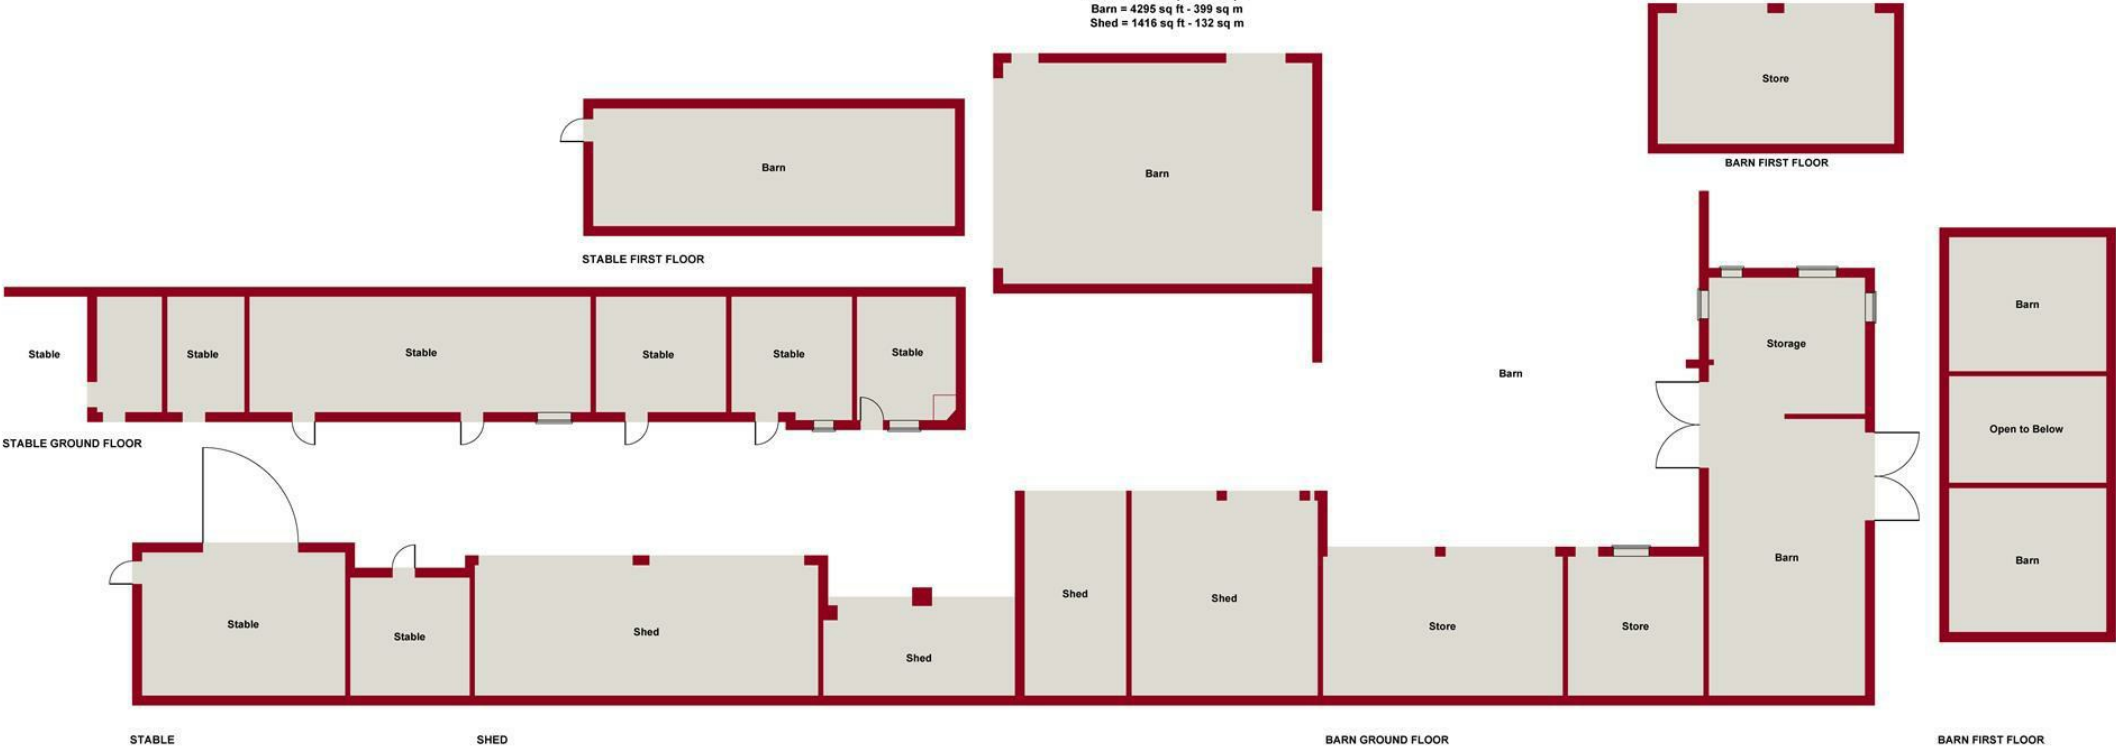 Barn = 4295 sq ft - 399 sq m
Shed = 1416 sq ft - 132 sq m
Store
BARN FIRST FLOOR
Barn
STABLE FIRST FLOOR
Barn
Stable
Stable
Stable
Stable
Stable
Stable
STABLE GROUND FLOOR
Barn
Storage
Barn
Open to Below
Barn
Stable
Stable
Shed
Shed
Shed
Shed
Store
Store
Barn
STABLE
SHED
BARN GROUND FLOOR
BARN FIRST FLOOR